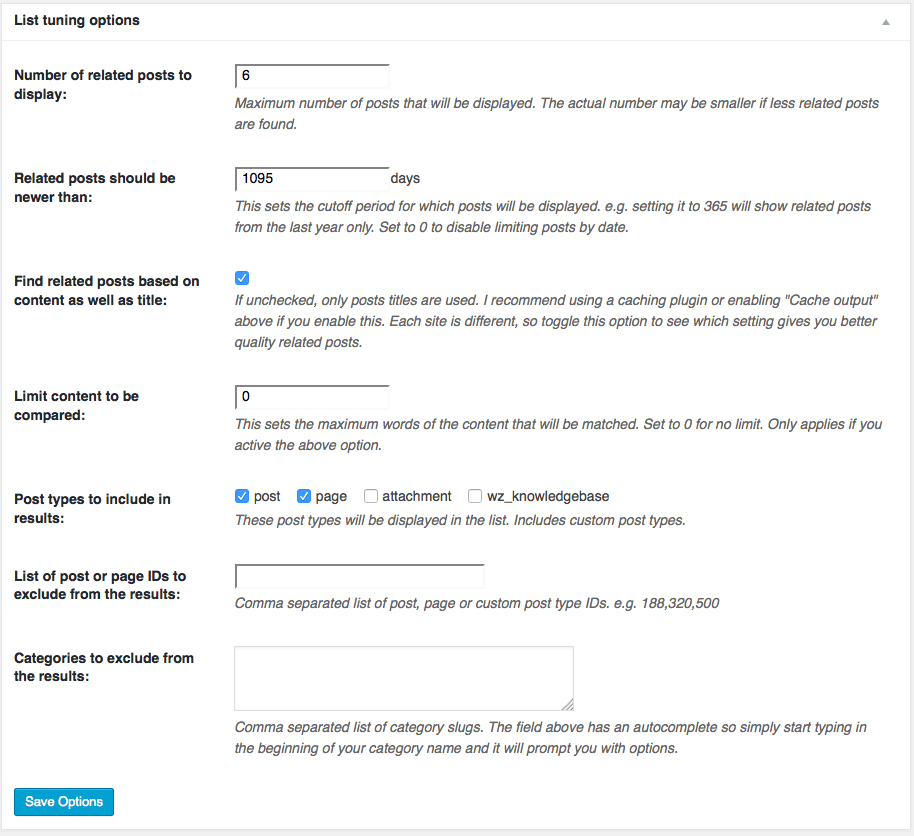 List tuning options
Number of related posts to
display:
6
Maximum number of posts that will be displayed. The actual number may be smaller if less related posts
are found.
Related posts should be
newer than:
1095 days
This sets the cutoff period for which posts will be displayed. e.g. setting it to 365 will show related posts
from the last year only. Set to 0 to disable limiting posts by date.
Find related posts based on
content as well as title:
If unchecked, only posts titles are used. I recommend using a caching plugin or enabling "Cache output"
above if you enable this. Each site is different, so toggle this option to see which setting gives you better
quality related posts.
Limit content to be
compared:
0
This sets the maximum words of the content that will be matched. Set to 0 for no limit. Only applies if you
active the above option.
Post types to include in
results:
post page attachment wz_knowledgebase
These post types will be displayed in the list. Includes custom post types.
List of post or page IDs to
exclude from the results:
Comma separated list of post, page or custom post type IDs. e.g. 188,320,500
Categories to exclude from
the results:
Comma separated list of category slugs. The field above has an autocomplete so simply start typing in
the beginning of your category name and it will prompt you with options.
Save Options